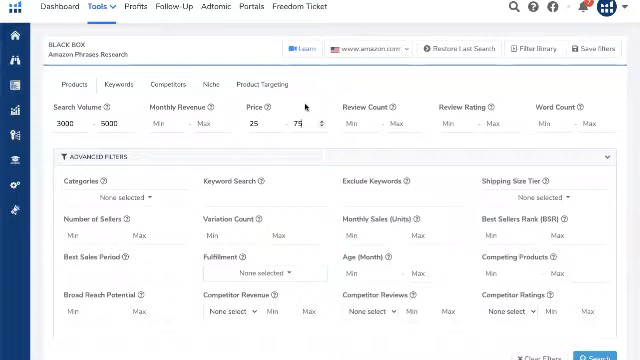 Dashboard Tools Profits Follow-Up Adtomic Portals Freedom Ticket
BLACK BOX
Amazon Phrases Research
Learn www.amazon.com Restore Last Search Filter library Save filters
Products Keywords Competitors Niche Product Targeting
Search Volume Monthly Revenue Price Review Count Review Rating Word Count
3000 - 5000 Min - Max 25 - 75 Min - Max Min - Max Min - Max
ADVANCED FILTERS
Categories Keyword Search Exclude Keywords Shipping Size Tier
None selected None selected
Number of Sellers Variation Count Monthly Sales (Units) Best Sellers Rank (BSR)
Min Max Min Max Min Max Min Max
Best Sales Period Fulfillment Age (Month) Competing Products
None selected Min - Max Min - Max
Broad Reach Potential Competitor Revenue Competitor Reviews Competitor Ratings
Min Max None select Min Max None select Min Max None select Min Max
Clear Filters Search